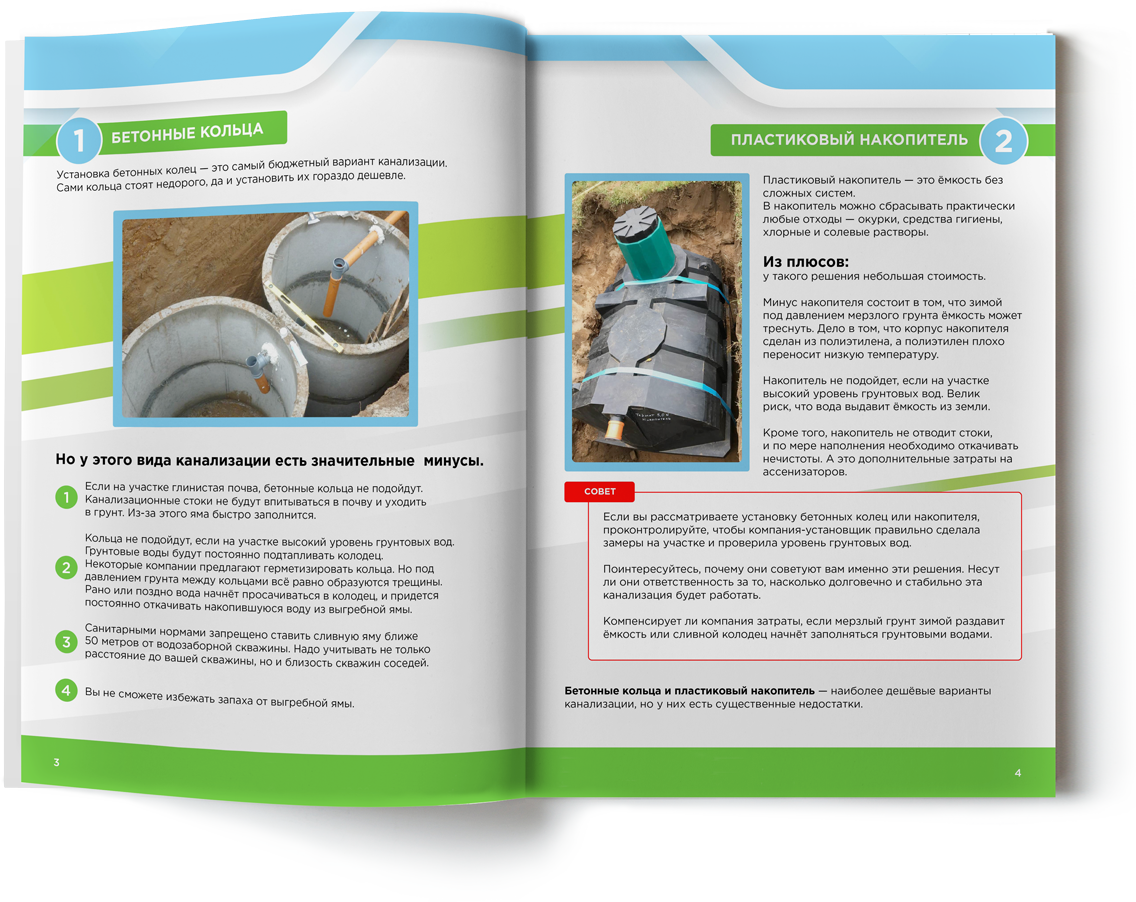 1
БЕТОННЫЕ КОЛЬЦА
Установка бетонных колец — это самый бюджетный вариант канализации.
Сами кольца стоят недорого, да и установить их гораздо дешевле.
Но у этого вида канализации есть значительные минусы.
1
Если на участке глинистая почва, бетонные кольца не подойдут.
Канализационные стоки не будут впитываться в почву и уходить
в грунт. Из-за этого яма быстро заполнится.
2
Кольца не подойдут, если на участке высокий уровень грунтовых вод.
Грунтовые воды будут постоянно подтапливать колодец.
Некоторые компании предлагают герметизировать кольца. Но под
давлением грунта между кольцами всё равно образуются трещины.
Рано или поздно вода начнёт просачиваться в колодец, и придется
постоянно откачивать накопившуюся воду из выгребной ямы.
3
Санитарными нормами запрещено ставить сливную яму ближе
50 метров от водозаборной скважины. Надо учитывать не только
расстояние до вашей скважины, но и близость скважин соседей.
4
Вы не сможете избежать запаха от выгребной ямы.
3
ПЛАСТИКОВЫЙ НАКОПИТЕЛЬ
2
Пластиковый накопитель — это ёмкость без
сложных систем.
В накопитель можно сбрасывать практически
любые отходы — окурки, средства гигиены,
хлорные и солевые растворы.
Из плюсов:
у такого решения небольшая стоимость.
Минус накопителя состоит в том, что зимой
под давлением мерзлого грунта ёмкость может
треснуть. Дело в том, что корпус накопителя
сделан из полиэтилена, а полиэтилен плохо
переносит низкую температуру.
Накопитель не подойдет, если на участке
высокий уровень грунтовых вод. Велик
риск, что вода выдавит ёмкость из земли.
Кроме того, накопитель не отводит стоки,
и по мере наполнения необходимо откачивать
нечистоты. А это дополнительные затраты на
ассенизаторов.
СОВЕТ
Если вы рассматриваете установку бетонных колец или накопителя,
проконтролируйте, чтобы компания-установщик правильно сделала
замеры на участке и проверила уровень грунтовых вод.
Поинтересуйтесь, почему они советуют вам именно эти решения. Несут
ли они ответственность за то, насколько долговечно и стабильно эта
канализация будет работать.
Компенсирует ли компания затраты, если мерзлый грунт зимой раздавит
ёмкость или сливной колодец начнёт заполняться грунтовыми водами.
Бетонные кольца и пластиковый накопитель — наиболее дешёвые варианты
канализации, но у них есть существенные недостатки.
4